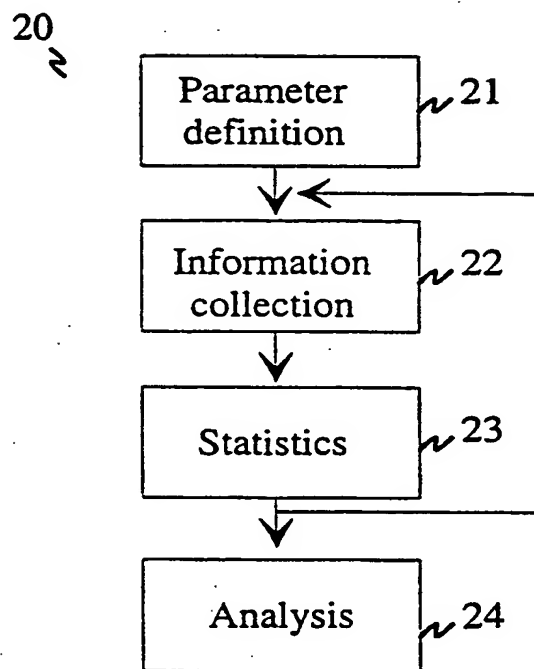 20
Parameter
definition
21
Information
collection
22
Statistics
23
Analysis
24